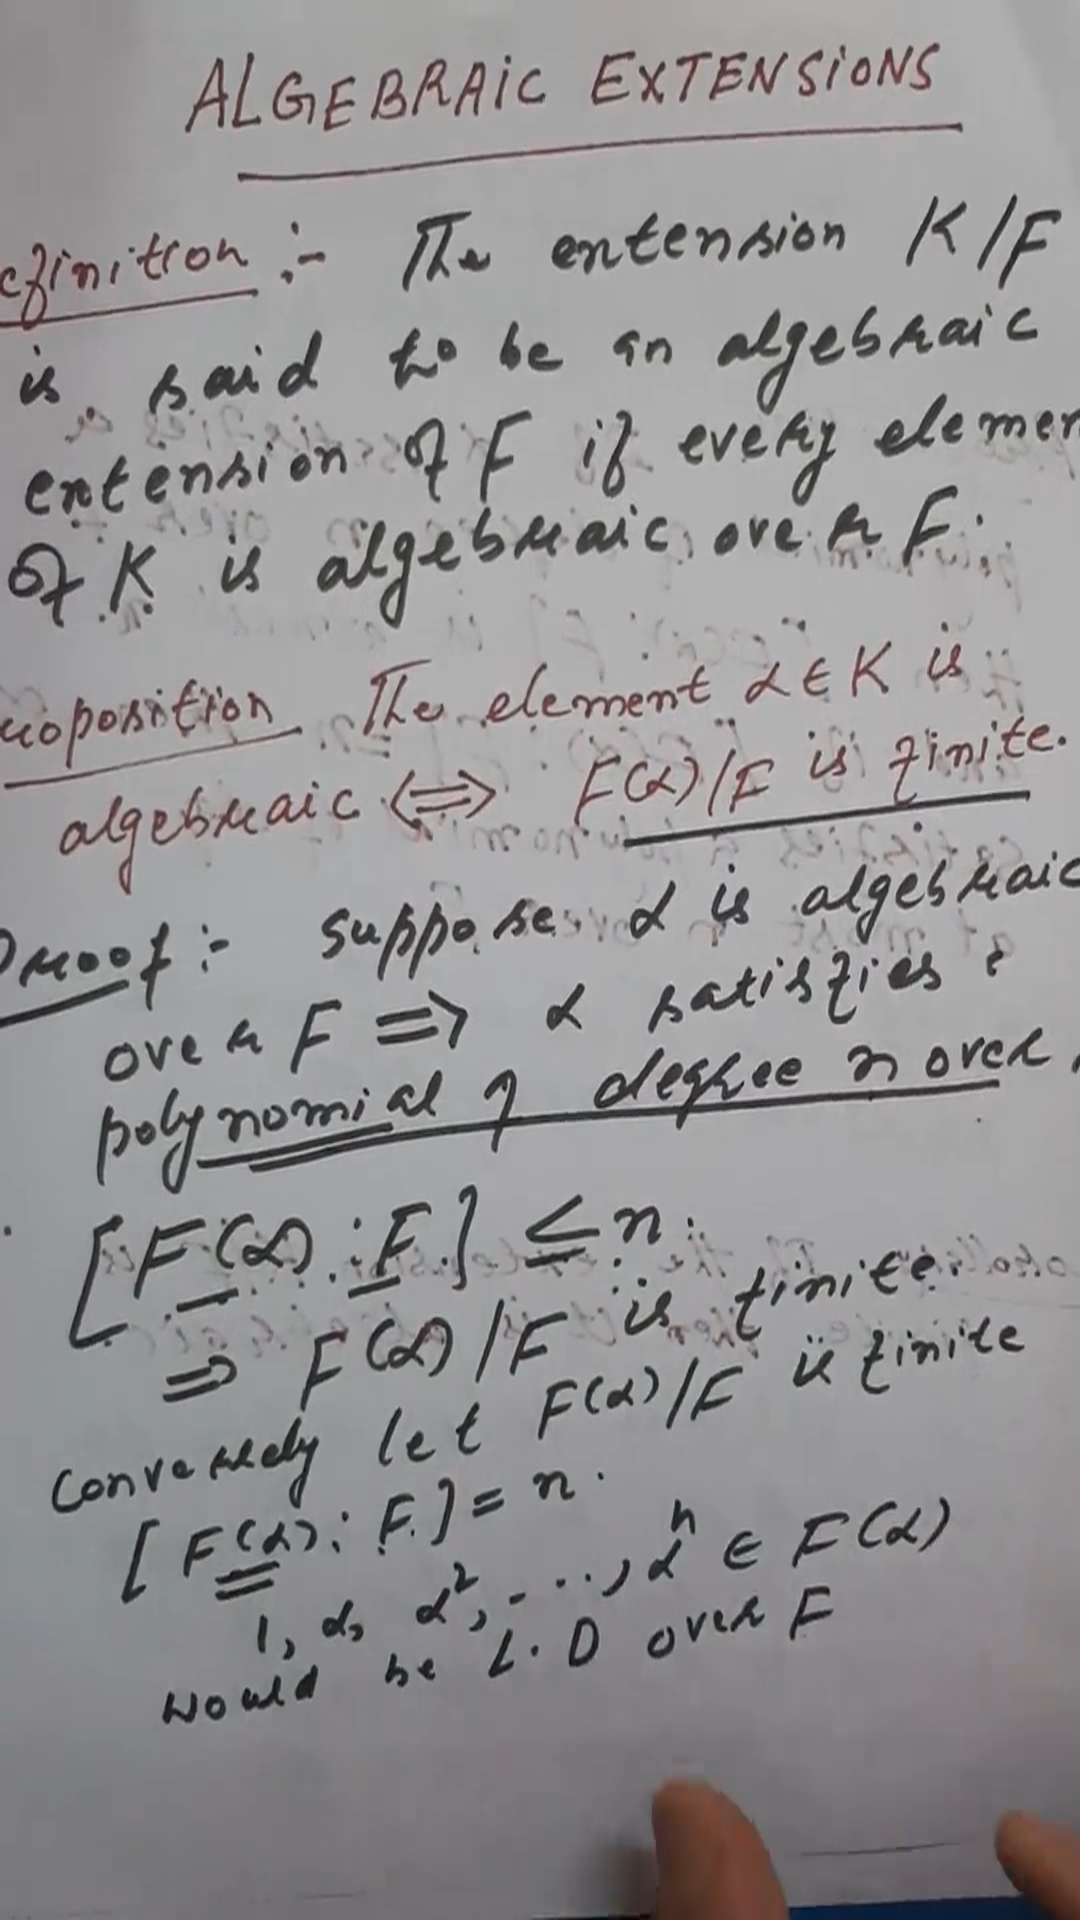 ALGEBRAIC EXTENSIONS
efinition :- The extension K/F
is said to be an algebraic
extension of F if every elemen
of K is algebraic over F.
roposition The element α ∈ K is
algebraic ⇔ F(α)/F is finite.
Proof :- suppose α is algebraic
over F ⇒ α satisfies
polynomial of degree n over
[F(α) : F] ≤ n.
⇒ F(α)/F is finite.
Conversely let F(α)/F is finite
[F(α) : F] = n.
1, α, α², - ..., αⁿ ∈ F(α)
would be L.D over F